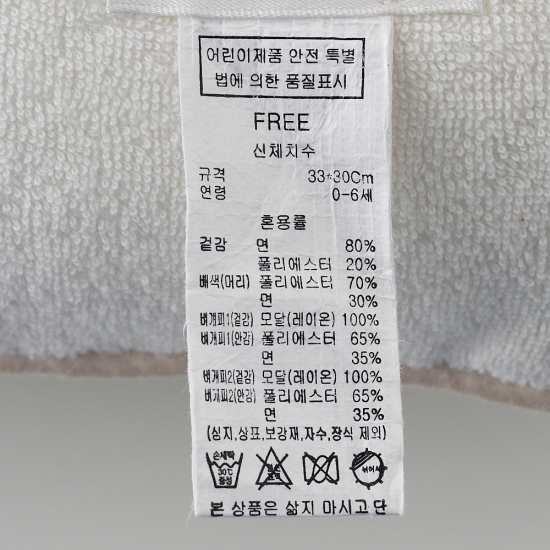 어린이제품 안전 특별
법에 의한 품질표시
FREE
신체치수
규격 33*30Cm
연령 0-6세
혼용률
겉감 면 80%
폴리에스터 20%
배색(머리) 폴리에스터 70%
면 30%
벼개피1(겉감) 모달(레이온) 100%
벼개피1(안감) 폴리에스터 65%
면 35%
벼개피2(겉감) 모달(레이온) 100%
벼개피2(안감) 폴리에스터 65%
면 35%
(심지,상표,보강재,자수,장식 제외)
손세탁
30℃
중성
본 상품은 삶지 마시고 단